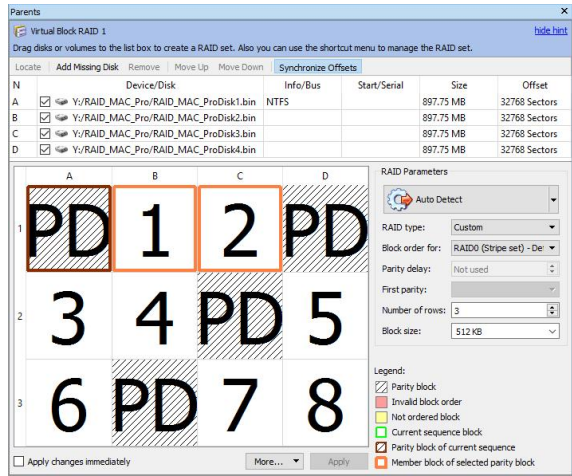 Parents
Virtual Block RAID 1 hide hint
Drag disks or volumes to the list box to create a RAID set. Also you can use the shortcut menu to manage the RAID set.
Locate Add Missing Disk Remove Move Up Move Down Synchronize Offsets
N Device/Disk Info/Bus Start/Serial Size Offset
A Y:/RAID_MAC_Pro/RAID_MAC_ProDisk1.bin NTFS 897.75 MB 32768 Sectors
B Y:/RAID_MAC_Pro/RAID_MAC_ProDisk2.bin 897.75 MB 32768 Sectors
C Y:/RAID_MAC_Pro/RAID_MAC_ProDisk3.bin 897.75 MB 32768 Sectors
D Y:/RAID_MAC_Pro/RAID_MAC_ProDisk4.bin 897.75 MB 32768 Sectors
A B C D
1 PD 1 2 PD
2 3 4 PD 5
3 6 PD 7 8
RAID Parameters
Auto Detect
RAID type: Custom
Block order for: RAID0 (Stripe set) - De
Parity delay: Not used
First parity:
Number of rows: 3
Block size: 512 KB
Legend:
Parity block
Invalid block order
Not ordered block
Current sequence block
Parity block of current sequence
Member block of selected parity block
Apply changes immediately More... Apply